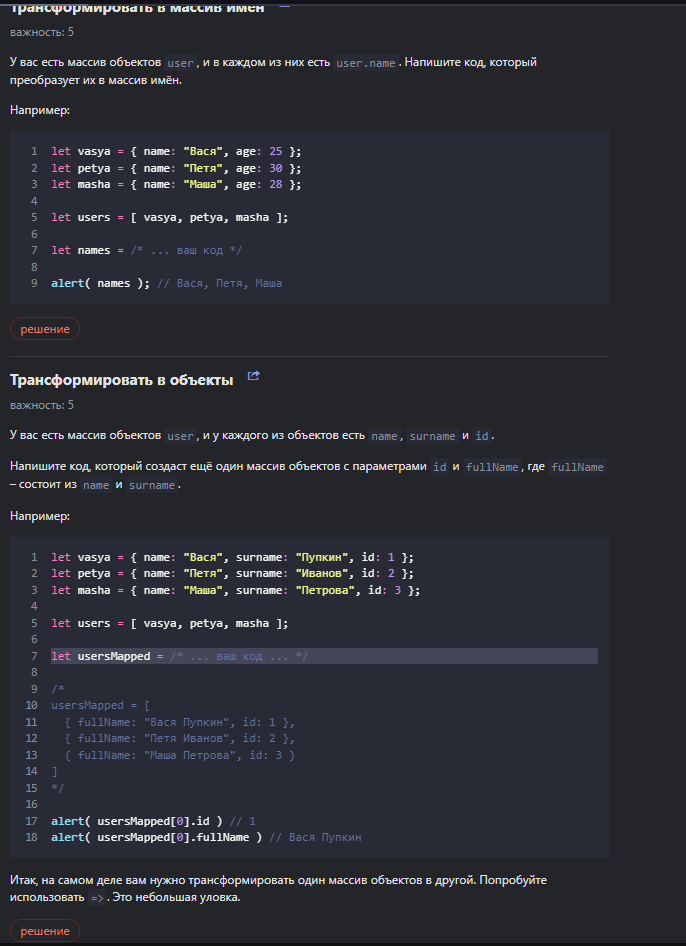 Трансформировать в массив имён
важность: 5
У вас есть массив объектов user, и в каждом из них есть user.name. Напишите код, который
преобразует их в массив имён.
Например:
1 let vasya = { name: "Вася", age: 25 };
2 let petya = { name: "Петя", age: 30 };
3 let masha = { name: "Маша", age: 28 };
4
5 let users = [ vasya, petya, masha ];
6
7 let names = /* ... ваш код */
8
9 alert( names ); // Вася, Петя, Маша
решение
Трансформировать в объекты
важность: 5
У вас есть массив объектов user, и у каждого из объектов есть name, surname и id.
Напишите код, который создаст ещё один массив объектов с параметрами id и fullName, где fullName
– состоит из name и surname.
Например:
1 let vasya = { name: "Вася", surname: "Пупкин", id: 1 };
2 let petya = { name: "Петя", surname: "Иванов", id: 2 };
3 let masha = { name: "Маша", surname: "Петрова", id: 3 };
4
5 let users = [ vasya, petya, masha ];
6
7 let usersMapped = /* ... ваш код ... */
8
9 /*
10 usersMapped = [
11 { fullName: "Вася Пупкин", id: 1 },
12 { fullName: "Петя Иванов", id: 2 },
13 { fullName: "Маша Петрова", id: 3 }
14 ]
15 */
16
17 alert( usersMapped[0].id ) // 1
18 alert( usersMapped[0].fullName ) // Вася Пупкин
Итак, на самом деле вам нужно трансформировать один массив объектов в другой. Попробуйте
использовать =>. Это небольшая уловка.
решение